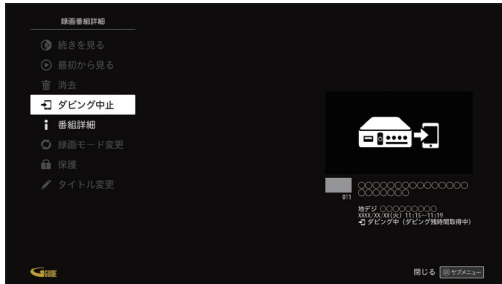 録画番組詳細
続きを見る
最初から見る
消去
ダビング中止
番組詳細
録画モード変更
保護
タイトル変更
011
○○○○○○○○○○○○○○○○
○○○○○○○○
地デジ ○○○○○○○○○
XXXX/XX/XX(火) 11:15~11:19
ダビング中 (ダビング残時間取得中)
G GUIDE
閉じる サブメニュー